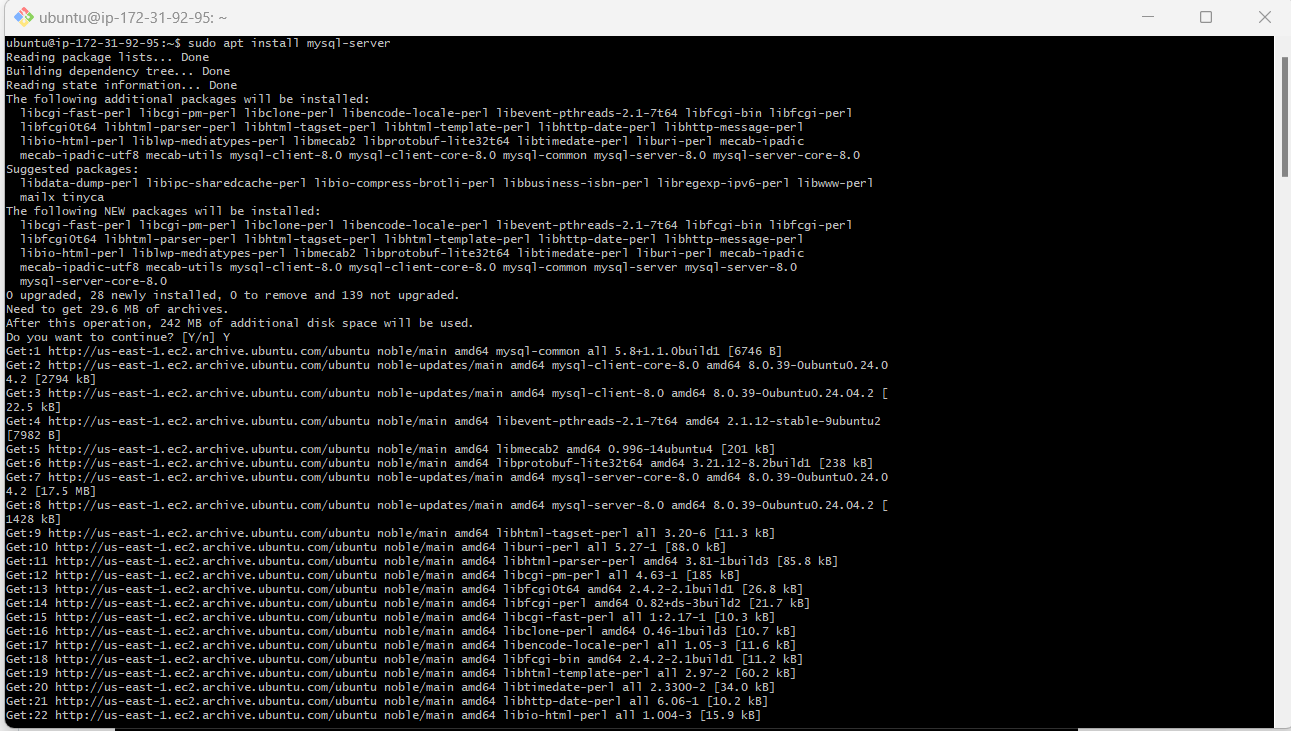 ubuntu@ip-172-31-92-95: ~
ubuntu@ip-172-31-92-95:~$ sudo apt install mysql-server
Reading package lists... Done
Building dependency tree... Done
Reading state information... Done
The following additional packages will be installed:
  libcgi-fast-perl libcgi-pm-perl libclone-perl libencode-locale-perl libevent-pthreads-2.1-7t64 libfcgi-bin libfcgi-perl
  libfcgi0t64 libhtml-parser-perl libhtml-tagset-perl libhtml-template-perl libhttp-date-perl libhttp-message-perl
  libio-html-perl liblwp-mediatypes-perl libmecab2 libprotobuf-lite32t64 libtimedate-perl liburi-perl mecab-ipadic
  mecab-ipadic-utf8 mecab-utils mysql-client-8.0 mysql-client-core-8.0 mysql-common mysql-server-8.0 mysql-server-core-8.0
Suggested packages:
  libdata-dump-perl libipc-sharedcache-perl libio-compress-brotli-perl libbusiness-isbn-perl libregexp-ipv6-perl libwww-perl
  mailx tinyca
The following NEW packages will be installed:
  libcgi-fast-perl libcgi-pm-perl libclone-perl libencode-locale-perl libevent-pthreads-2.1-7t64 libfcgi-bin libfcgi-perl
  libfcgi0t64 libhtml-parser-perl libhtml-tagset-perl libhtml-template-perl libhttp-date-perl libhttp-message-perl
  libio-html-perl liblwp-mediatypes-perl libmecab2 libprotobuf-lite32t64 libtimedate-perl liburi-perl mecab-ipadic
  mecab-ipadic-utf8 mecab-utils mysql-client-8.0 mysql-client-core-8.0 mysql-common mysql-server mysql-server-8.0
  mysql-server-core-8.0
0 upgraded, 28 newly installed, 0 to remove and 139 not upgraded.
Need to get 29.6 MB of archives.
After this operation, 242 MB of additional disk space will be used.
Do you want to continue? [Y/n] Y
Get:1 http://us-east-1.ec2.archive.ubuntu.com/ubuntu noble/main amd64 mysql-common all 5.8+1.1.0build1 [6746 B]
Get:2 http://us-east-1.ec2.archive.ubuntu.com/ubuntu noble-updates/main amd64 mysql-client-core-8.0 amd64 8.0.39-0ubuntu0.24.0
4.2 [2794 kB]
Get:3 http://us-east-1.ec2.archive.ubuntu.com/ubuntu noble-updates/main amd64 mysql-client-8.0 amd64 8.0.39-0ubuntu0.24.04.2 [
22.5 kB]
Get:4 http://us-east-1.ec2.archive.ubuntu.com/ubuntu noble/main amd64 libevent-pthreads-2.1-7t64 amd64 2.1.12-stable-9ubuntu2
[7982 B]
Get:5 http://us-east-1.ec2.archive.ubuntu.com/ubuntu noble/main amd64 libmecab2 amd64 0.996-14ubuntu4 [201 kB]
Get:6 http://us-east-1.ec2.archive.ubuntu.com/ubuntu noble/main amd64 libprotobuf-lite32t64 amd64 3.21.12-8.2build1 [238 kB]
Get:7 http://us-east-1.ec2.archive.ubuntu.com/ubuntu noble-updates/main amd64 mysql-server-core-8.0 amd64 8.0.39-0ubuntu0.24.0
4.2 [17.5 MB]
Get:8 http://us-east-1.ec2.archive.ubuntu.com/ubuntu noble-updates/main amd64 mysql-server-8.0 amd64 8.0.39-0ubuntu0.24.04.2 [
1428 kB]
Get:9 http://us-east-1.ec2.archive.ubuntu.com/ubuntu noble/main amd64 libhtml-tagset-perl all 3.20-6 [11.3 kB]
Get:10 http://us-east-1.ec2.archive.ubuntu.com/ubuntu noble/main amd64 liburi-perl all 5.27-1 [88.0 kB]
Get:11 http://us-east-1.ec2.archive.ubuntu.com/ubuntu noble/main amd64 libhtml-parser-perl amd64 3.81-1build3 [85.8 kB]
Get:12 http://us-east-1.ec2.archive.ubuntu.com/ubuntu noble/main amd64 libcgi-pm-perl all 4.63-1 [185 kB]
Get:13 http://us-east-1.ec2.archive.ubuntu.com/ubuntu noble/main amd64 libfcgi0t64 amd64 2.4.2-2.1build1 [26.8 kB]
Get:14 http://us-east-1.ec2.archive.ubuntu.com/ubuntu noble/main amd64 libfcgi-perl amd64 0.82+ds-3build2 [21.7 kB]
Get:15 http://us-east-1.ec2.archive.ubuntu.com/ubuntu noble/main amd64 libcgi-fast-perl all 1:2.17-1 [10.3 kB]
Get:16 http://us-east-1.ec2.archive.ubuntu.com/ubuntu noble/main amd64 libclone-perl amd64 0.46-1build3 [10.7 kB]
Get:17 http://us-east-1.ec2.archive.ubuntu.com/ubuntu noble/main amd64 libencode-locale-perl all 1.05-3 [11.6 kB]
Get:18 http://us-east-1.ec2.archive.ubuntu.com/ubuntu noble/main amd64 libfcgi-bin amd64 2.4.2-2.1build1 [11.2 kB]
Get:19 http://us-east-1.ec2.archive.ubuntu.com/ubuntu noble/main amd64 libhtml-template-perl all 2.97-2 [60.2 kB]
Get:20 http://us-east-1.ec2.archive.ubuntu.com/ubuntu noble/main amd64 libtimedate-perl all 2.3300-2 [34.0 kB]
Get:21 http://us-east-1.ec2.archive.ubuntu.com/ubuntu noble/main amd64 libhttp-date-perl all 6.06-1 [10.2 kB]
Get:22 http://us-east-1.ec2.archive.ubuntu.com/ubuntu noble/main amd64 libio-html-perl all 1.004-3 [15.9 kB]